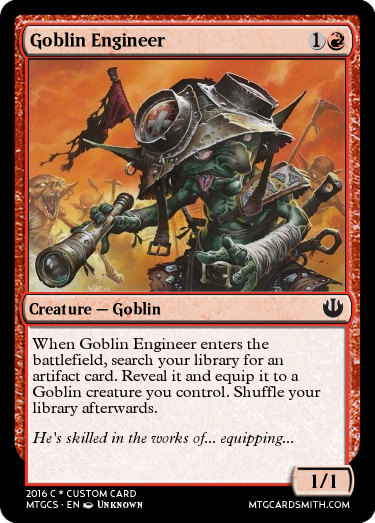 Goblin Engineer 1
Creature — Goblin
When Goblin Engineer enters the
battlefield, search your library for an
artifact card. Reveal it and equip it to a
Goblin creature you control. Shuffle your
library afterwards.
He's skilled in the works of... equipping...
1/1
2016 C * CUSTOM CARD
MTGCS · EN Unknown
MTGCARDSMITH.COM